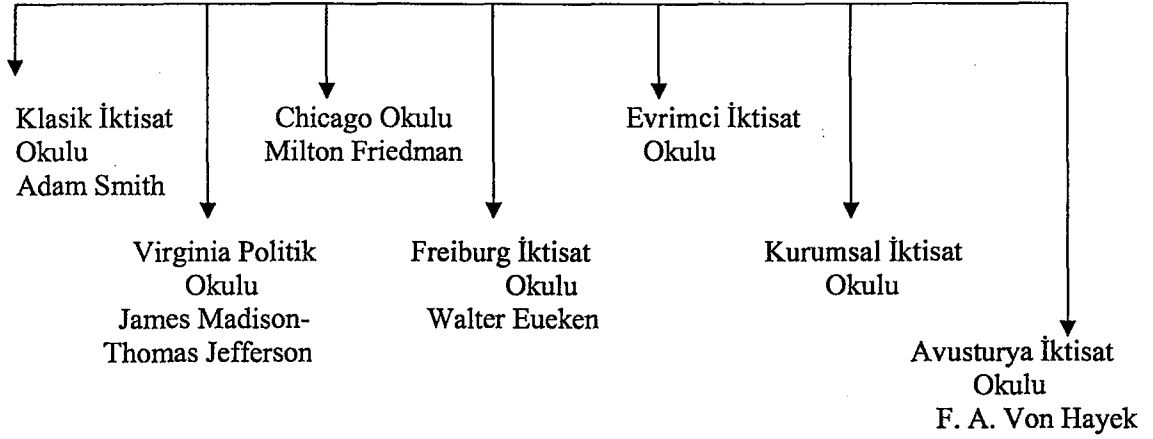 Klasik İktisat
Okulu
Adam Smith
Virginia Politik
Okulu
James Madison-
Thomas Jefferson
Chicago Okulu
Milton Friedman
Freiburg İktisat
Okulu
Walter Eueken
Evrimci İktisat
Okulu
Kurumsal İktisat
Okulu
Avusturya İktisat
Okulu
F. A. Von Hayek